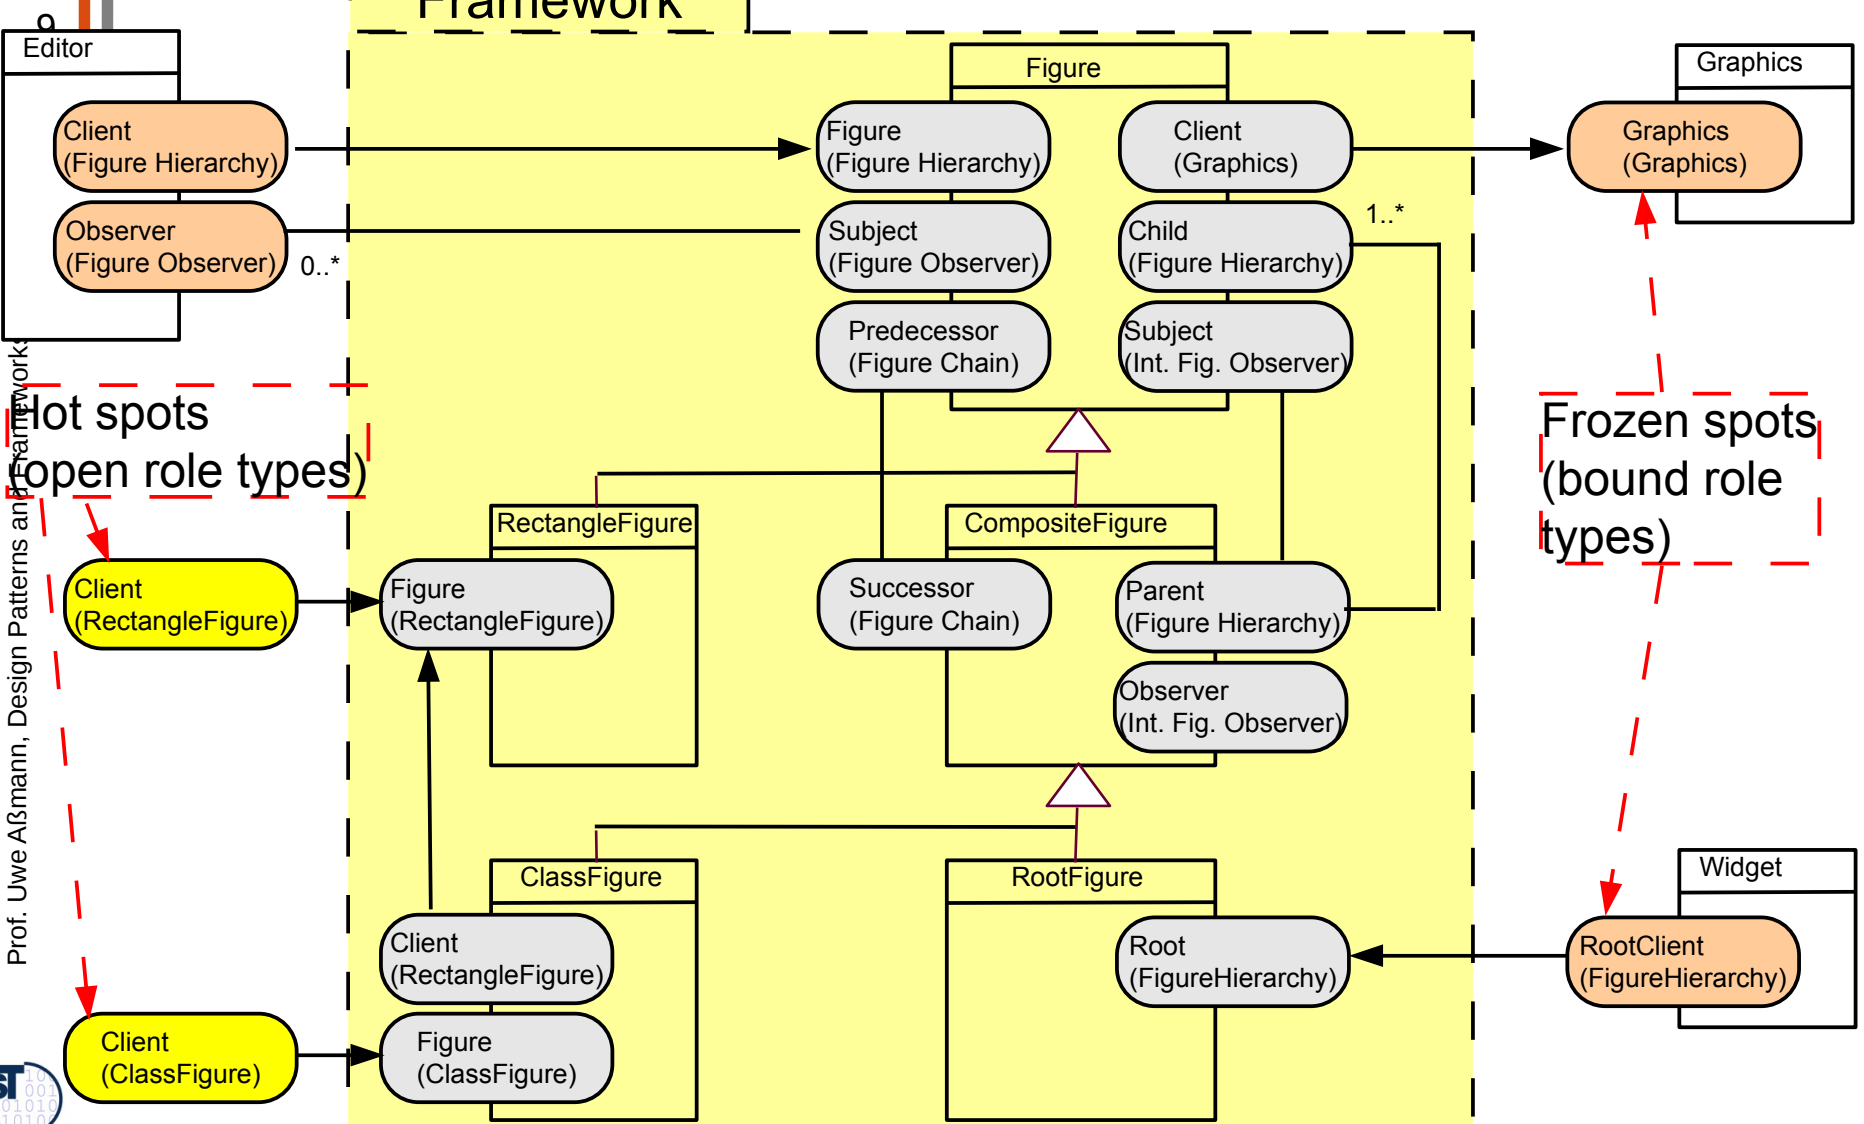 Framework
9
Editor
Client
(Figure Hierarchy)
Observer
(Figure Observer)
0..*
Figure
Figure
(Figure Hierarchy)
Client
(Graphics)
Subject
(Figure Observer)
Child
(Figure Hierarchy)
1..*
Predecessor
(Figure Chain)
Subject
(Int. Fig. Observer)
Graphics
Graphics
(Graphics)
Hot spots
(open role types)
Frozen spots
(bound role
types)
Client
(RectangleFigure)
RectangleFigure
Figure
(RectangleFigure)
CompositeFigure
Successor
(Figure Chain)
Parent
(Figure Hierarchy)
Observer
(Int. Fig. Observer)
ClassFigure
Client
(RectangleFigure)
Figure
(ClassFigure)
Client
(ClassFigure)
RootFigure
Root
(FigureHierarchy)
Widget
RootClient
(FigureHierarchy)
Prof. Uwe Aßmann, Design Patterns and Frameworks